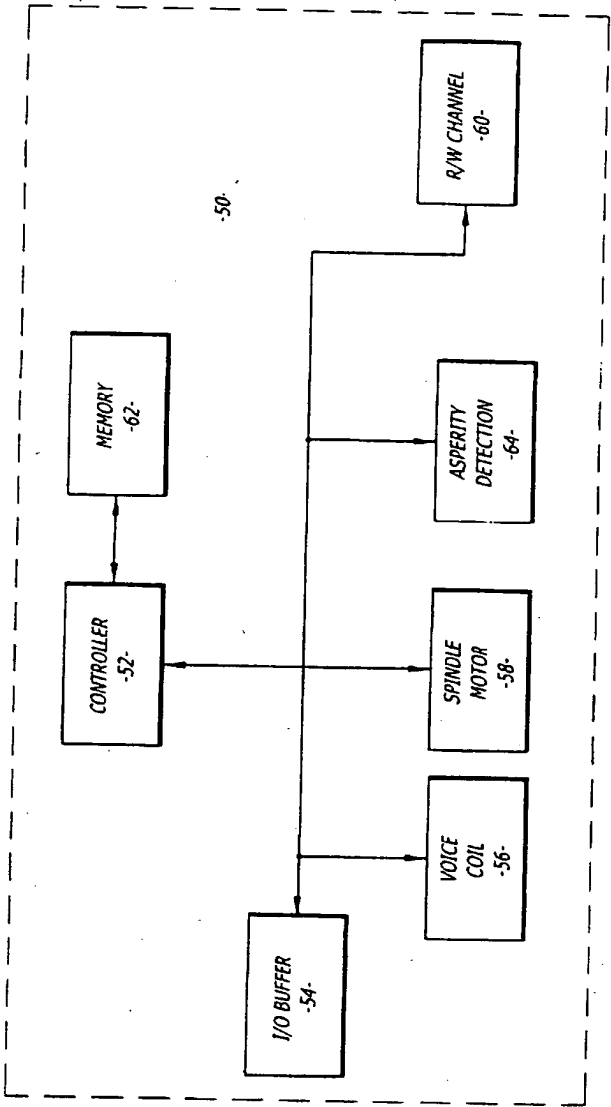 CONTROLLER
-52-
MEMORY
-62-
-50-
I/O BUFFER
-54-
VOICE
COIL
-56-
SPINDLE
MOTOR
-58-
ASPERITY
DETECTION
-64-
R/W CHANNEL
-60-